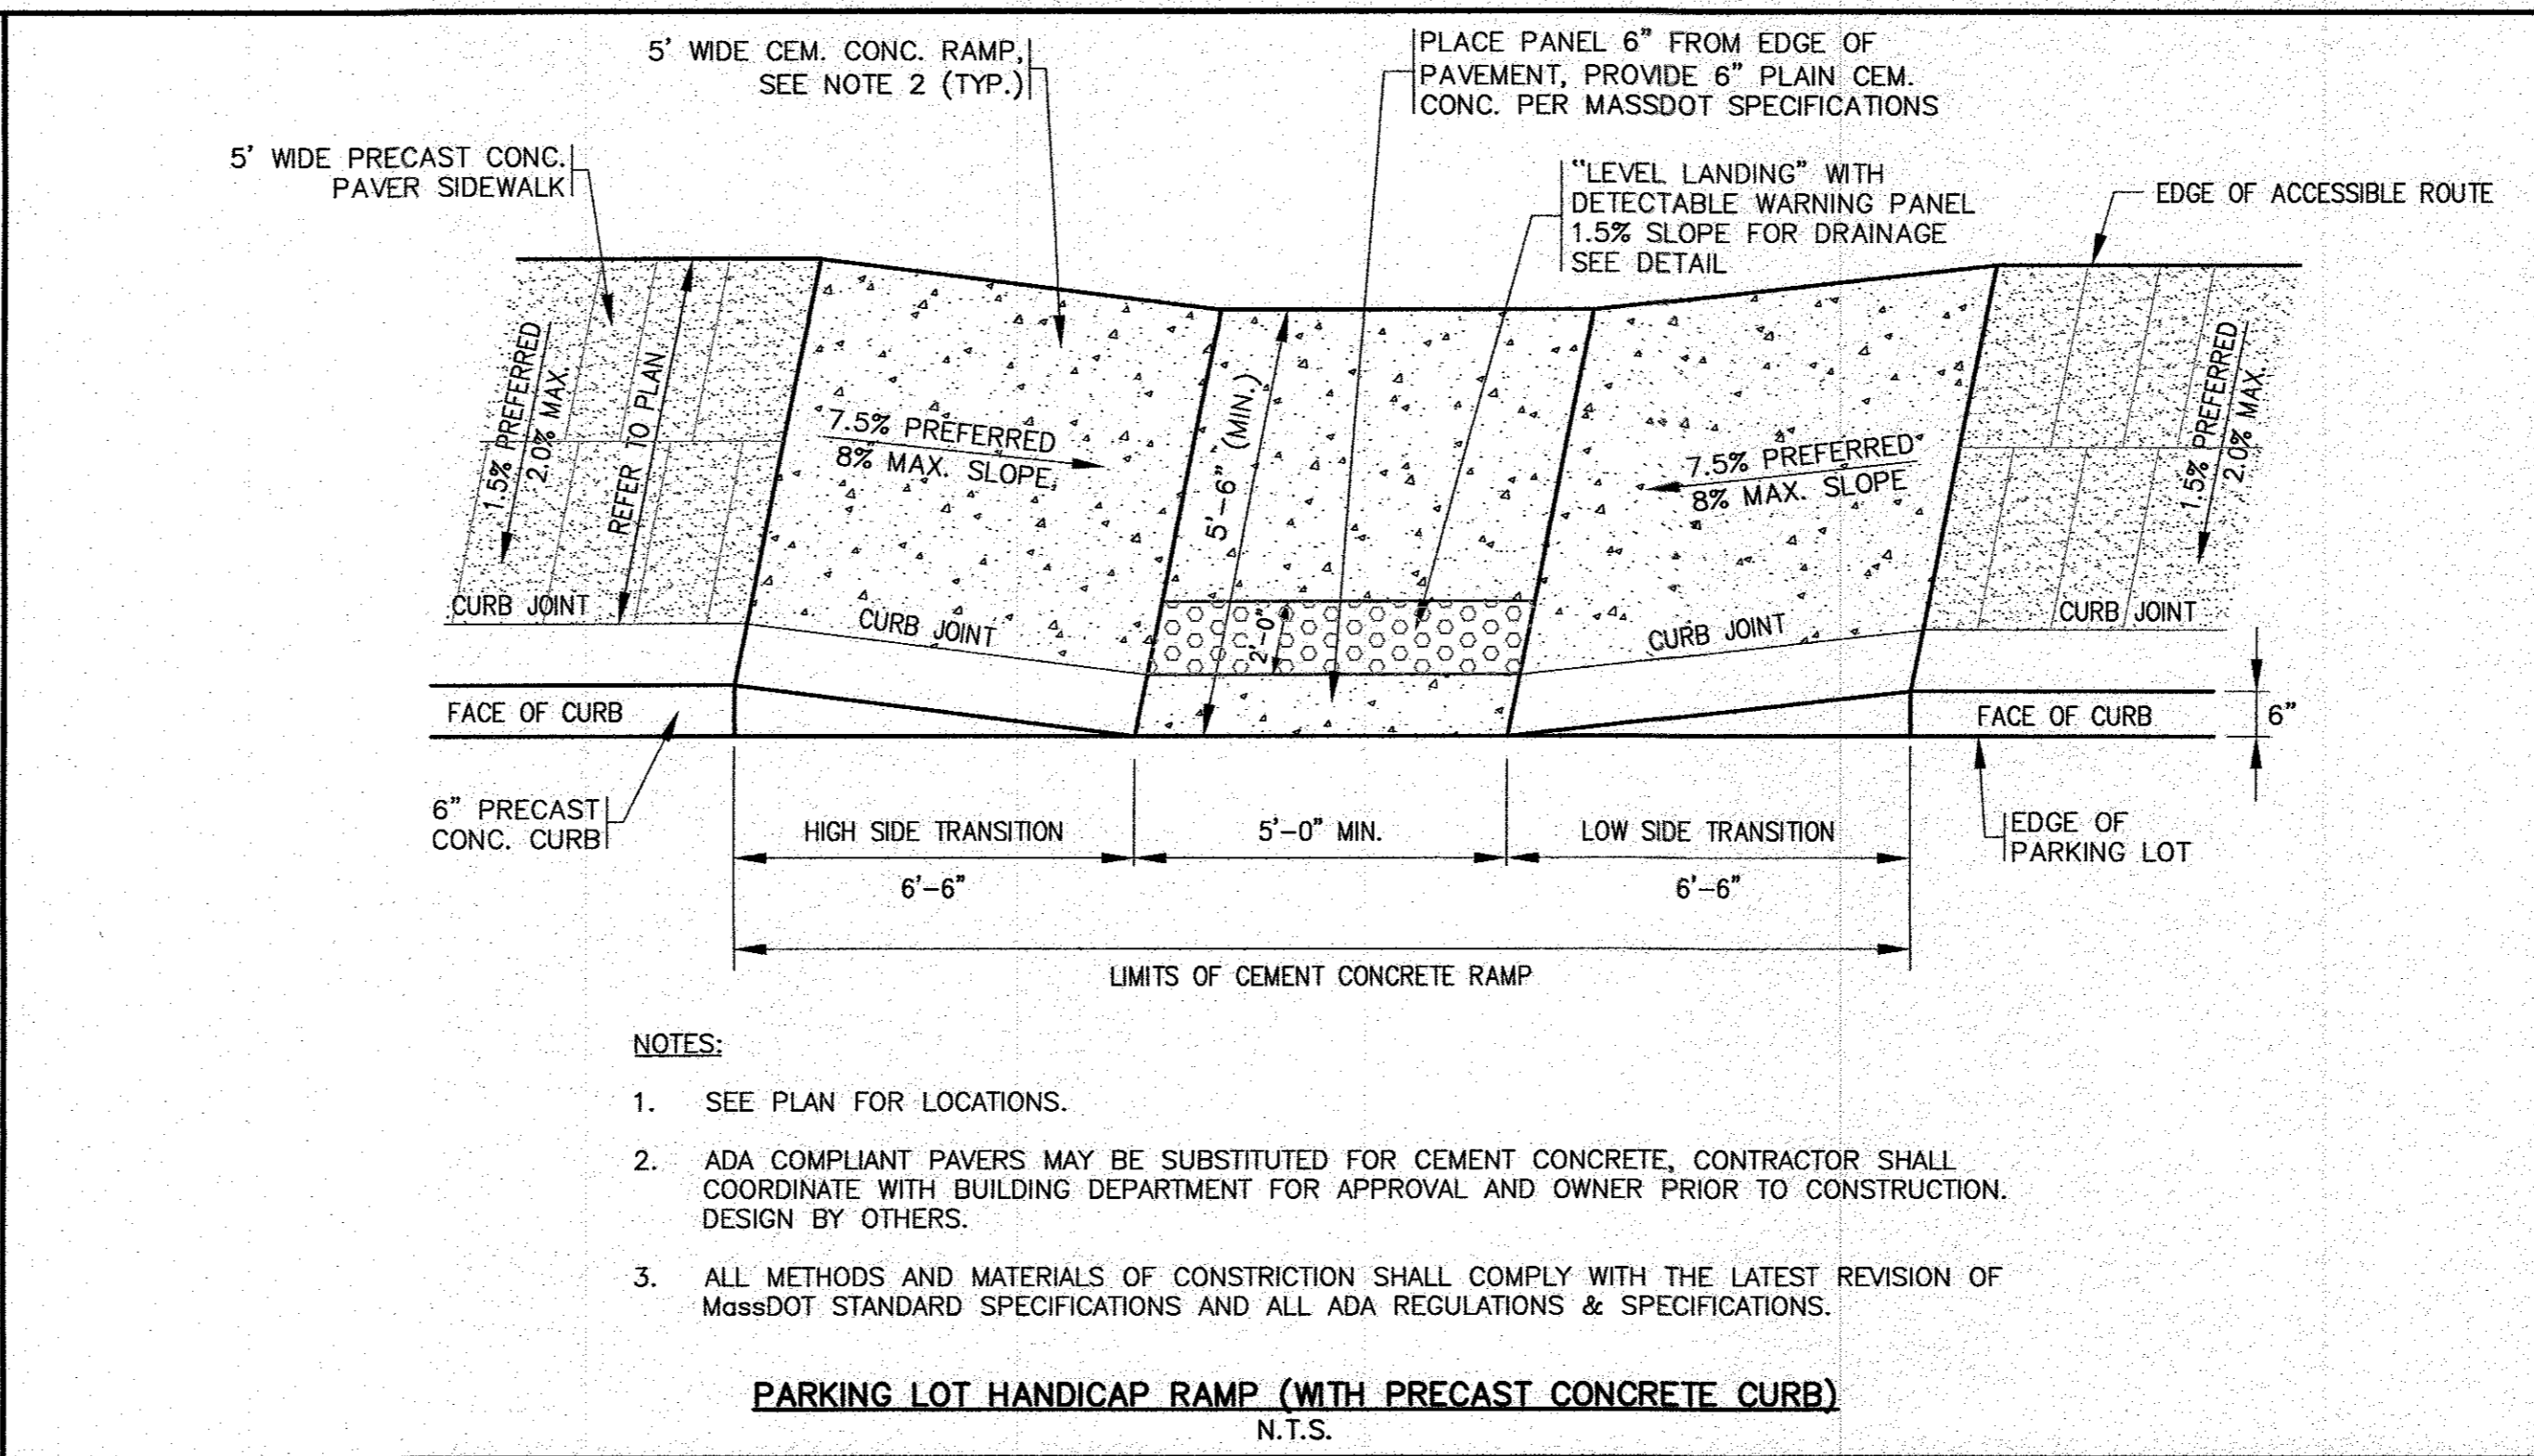 5' WIDE CEM. CONC. RAMP,
SEE NOTE 2 (TYP.)
PLACE PANEL 6" FROM EDGE OF
PAVEMENT, PROVIDE 6" PLAIN CEM.
CONC. PER MASSDOT SPECIFICATIONS
5' WIDE PRECAST CONC.
PAVER SIDEWALK
"LEVEL LANDING" WITH
DETECTABLE WARNING PANEL
1.5% SLOPE FOR DRAINAGE
SEE DETAIL
EDGE OF ACCESSIBLE ROUTE
1.5% PREFERRED
2.0% MAX.
REFER TO PLAN
7.5% PREFERRED
8% MAX. SLOPE
5'-6" (MIN.)
7.5% PREFERRED
8% MAX. SLOPE
1.5% PREFERRED
2.0% MAX.
CURB JOINT
CURB JOINT
2'-0"
CURB JOINT
CURB JOINT
FACE OF CURB
FACE OF CURB
6"
6" PRECAST
CONC. CURB
HIGH SIDE TRANSITION
6'-6"
5'-0" MIN.
LOW SIDE TRANSITION
6'-6"
EDGE OF
PARKING LOT
LIMITS OF CEMENT CONCRETE RAMP
NOTES:
1. SEE PLAN FOR LOCATIONS.
2. ADA COMPLIANT PAVERS MAY BE SUBSTITUTED FOR CEMENT CONCRETE, CONTRACTOR SHALL
COORDINATE WITH BUILDING DEPARTMENT FOR APPROVAL AND OWNER PRIOR TO CONSTRUCTION.
DESIGN BY OTHERS.
3. ALL METHODS AND MATERIALS OF CONSTRICTION SHALL COMPLY WITH THE LATEST REVISION OF
MassDOT STANDARD SPECIFICATIONS AND ALL ADA REGULATIONS & SPECIFICATIONS.
PARKING LOT HANDICAP RAMP (WITH PRECAST CONCRETE CURB)
N.T.S.